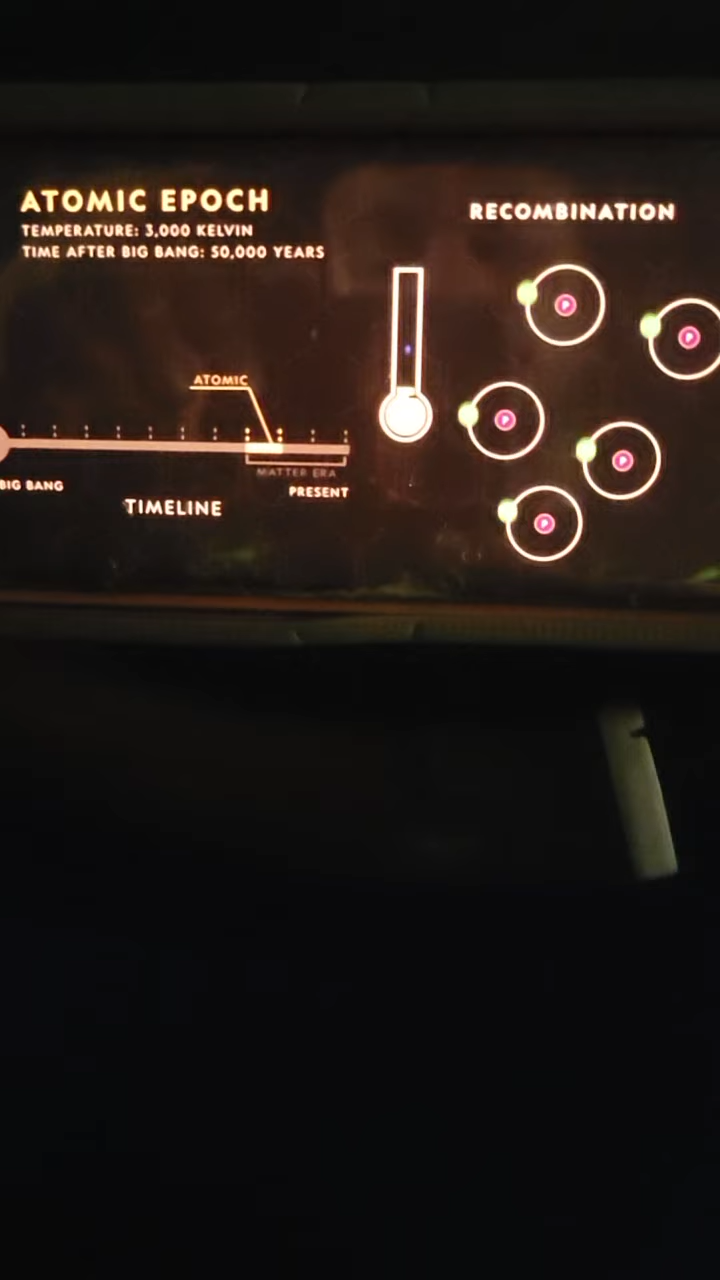 ATOMIC EPOCH
TEMPERATURE: 3,000 KELVIN
TIME AFTER BIG BANG: 50,000 YEARS
RECOMBINATION
P
P
P
P
P
ATOMIC
MATTER ERA
BIG BANG
PRESENT
TIMELINE